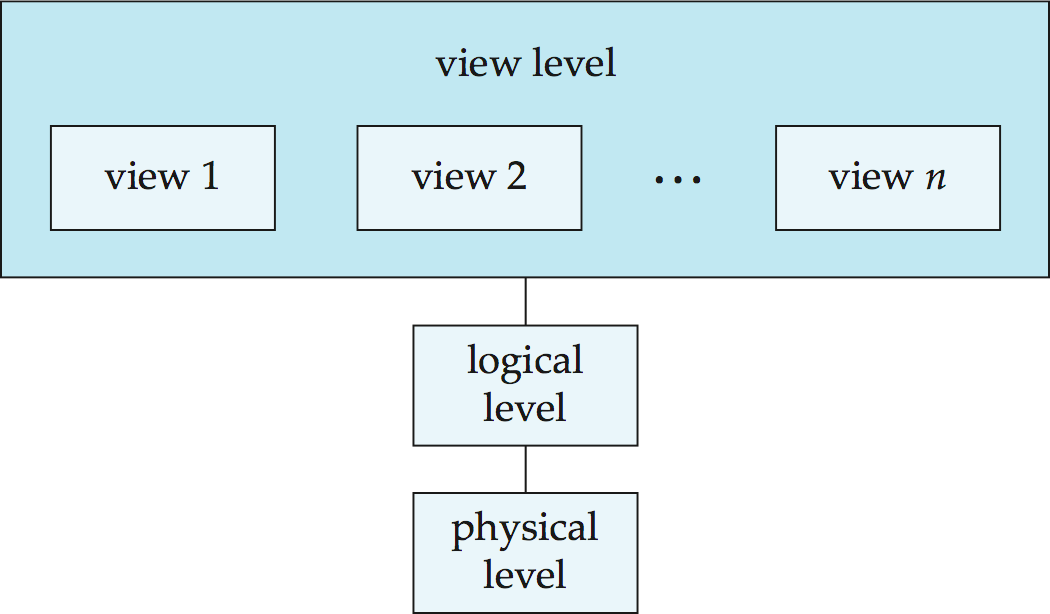 view level
view 1
view 2
...
view n
logical
level
physical
level